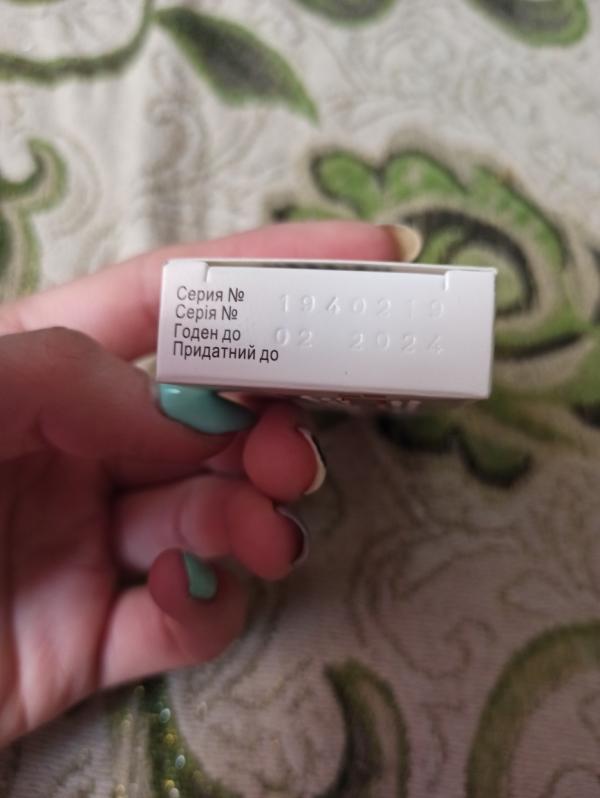 Серия № 1940219
Серія №
Годен до 02 2024
Придатний до